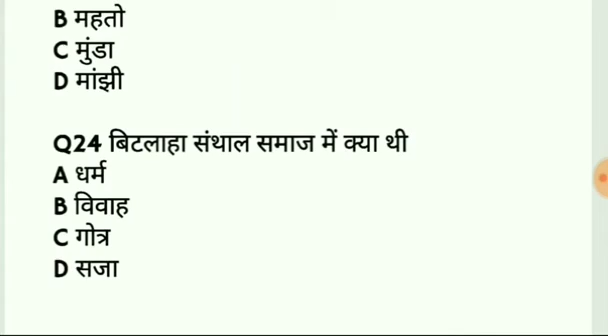 B महतो
C मुंडा
D मांझी
Q24 बिटलाहा संथाल समाज में क्या थी
A धर्म
B विवाह
C गोत्र
D सजा